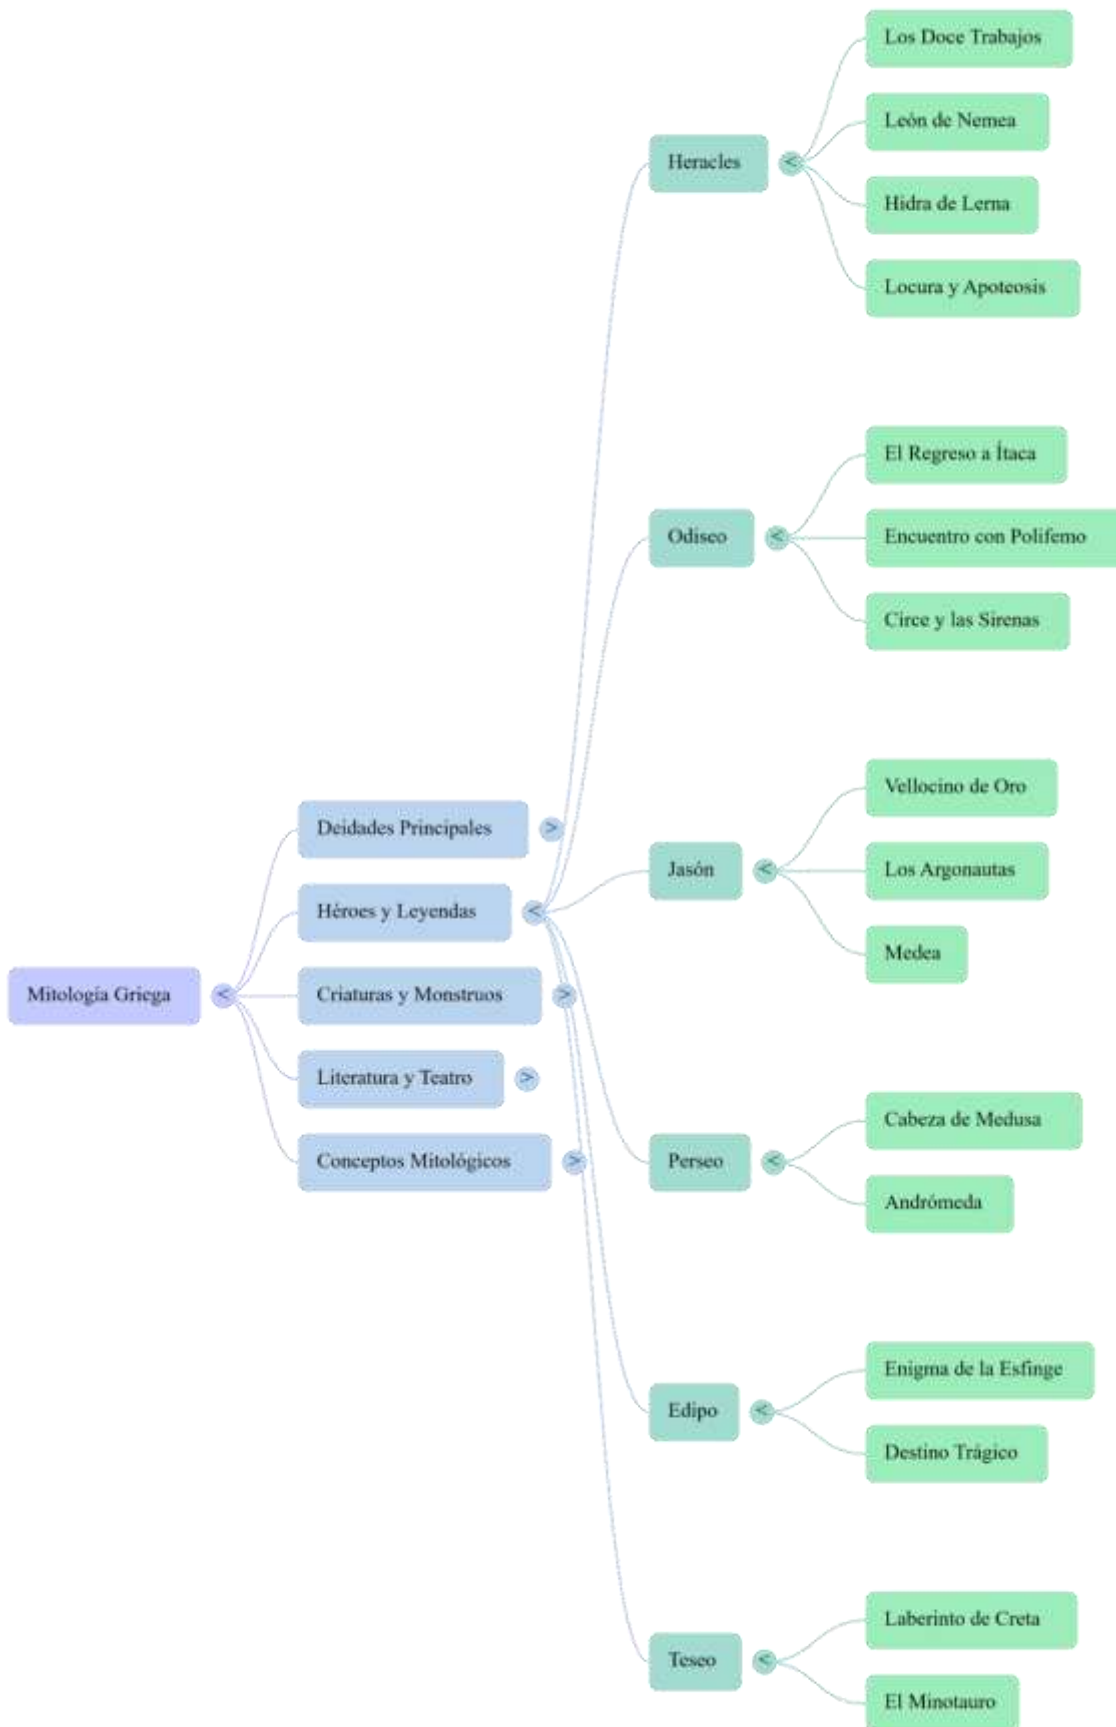 Mitología Griega
Deidades Principales
Héroes y Leyendas
Criaturas y Monstruos
Literatura y Teatro
Conceptos Mitológicos
Heracles
Los Doce Trabajos
León de Nemea
Hidra de Lerna
Locura y Apoteosis
Odiseo
El Regreso a Ítaca
Encuentro con Polifemo
Circe y las Sirenas
Jasón
Vellocino de Oro
Los Argonautas
Medea
Perseo
Cabeza de Medusa
Andrómeda
Edipo
Enigma de la Esfinge
Destino Trágico
Teseo
Laberinto de Creta
El Minotauro